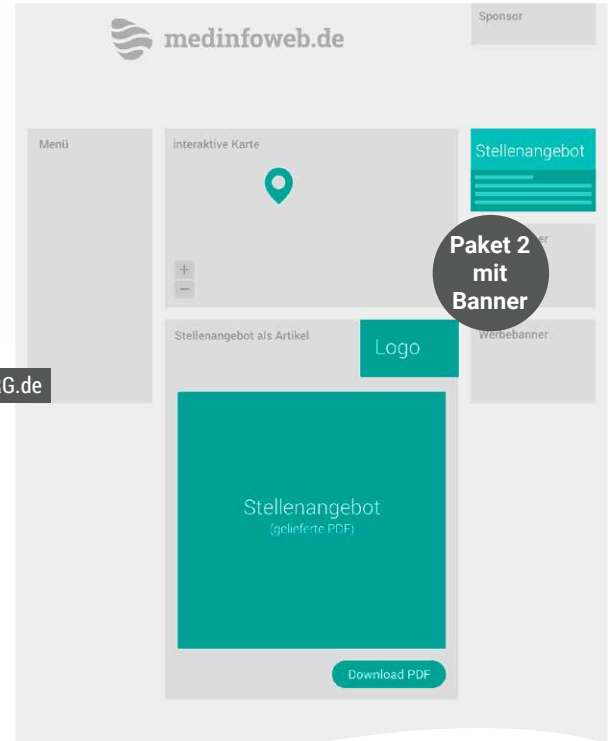 medinfoweb.de
Sponsor
Menü
interaktive Karte
Stellenangebot
+
−
Paket 2
mit
Banner
Stellenangebot als Artikel
Logo
Werbebanner
G.de
Stellenangebot
(gelieferte PDF)
Download PDF